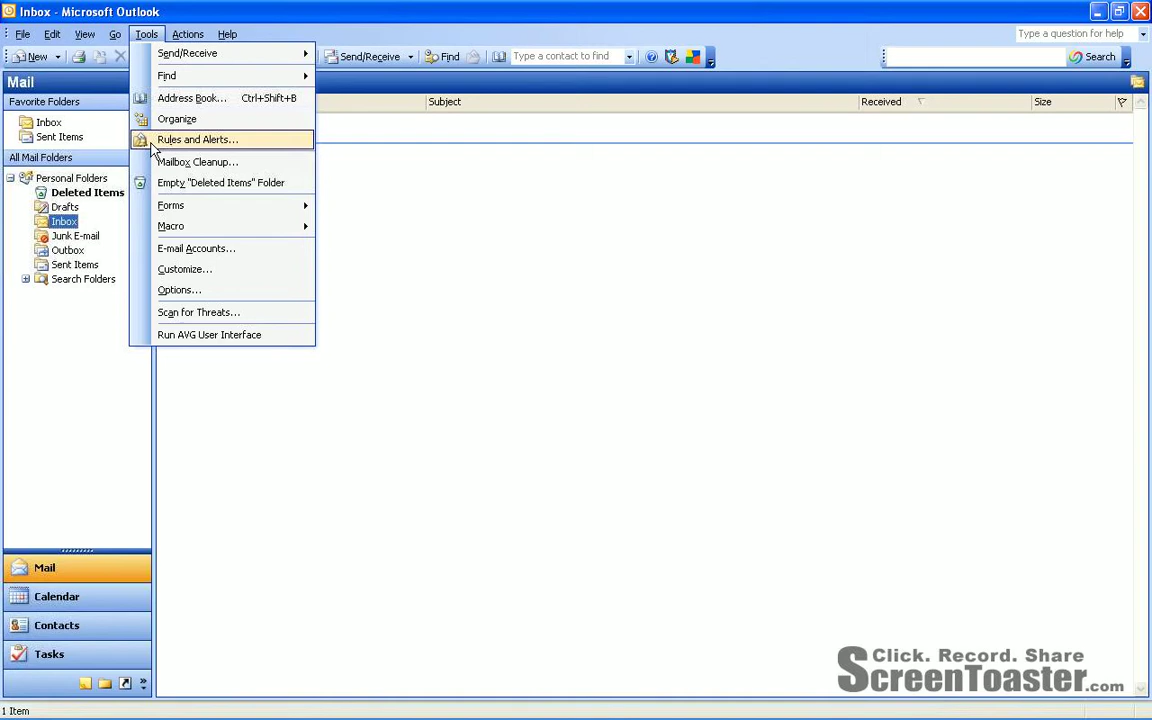 Inbox - Microsoft Outlook
File Edit View Go Tools Actions Help
Type a question for help
New Send/Receive Find Type a contact to find Search
Mail
Favorite Folders
Inbox
Sent Items
All Mail Folders
Personal Folders
Deleted Items
Drafts
Inbox
Junk E-mail
Outbox
Sent Items
Search Folders
Send/Receive
Find
Address Book... Ctrl+Shift+B
Organize
Rules and Alerts...
Mailbox Cleanup...
Empty "Deleted Items" Folder
Forms
Macro
E-mail Accounts...
Customize...
Options...
Scan for Threats...
Run AVG User Interface
Subject Received Size
Mail
Calendar
Contacts
Tasks
1 Item
Click. Record. Share
ScreenToaster.com